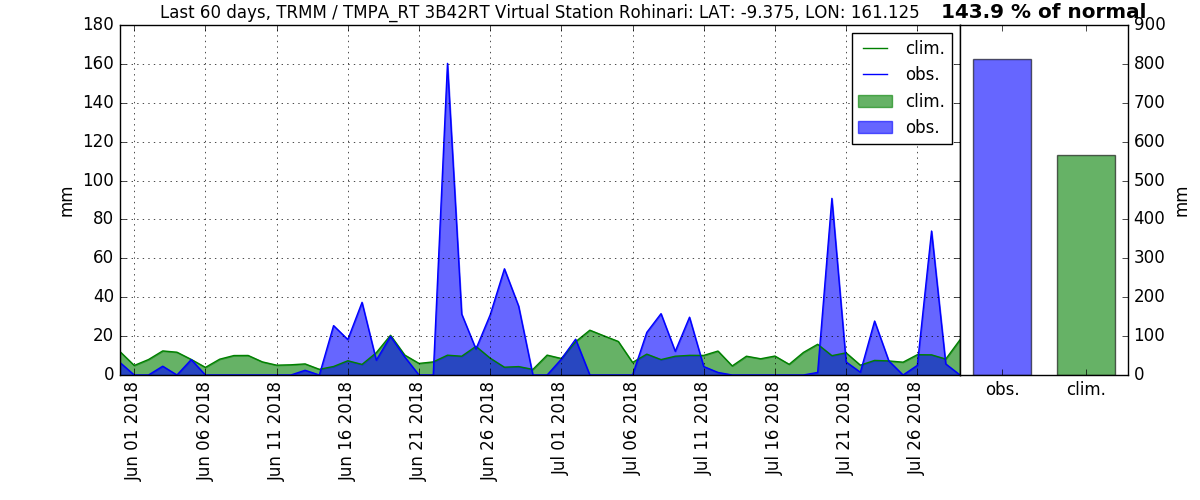 Last 60 days, TRMM / TMPA_RT 3B42RT Virtual Station Rohinari: LAT: -9.375, LON: 161.125
143.9 % of normal
180
160
140
120
100
80
60
40
20
0
mm
clim.
obs.
clim.
obs.
900
800
700
600
500
400
300
200
100
0
mm
Jun 01 2018
Jun 06 2018
Jun 11 2018
Jun 16 2018
Jun 21 2018
Jun 26 2018
Jul 01 2018
Jul 06 2018
Jul 11 2018
Jul 16 2018
Jul 21 2018
Jul 26 2018
obs.
clim.